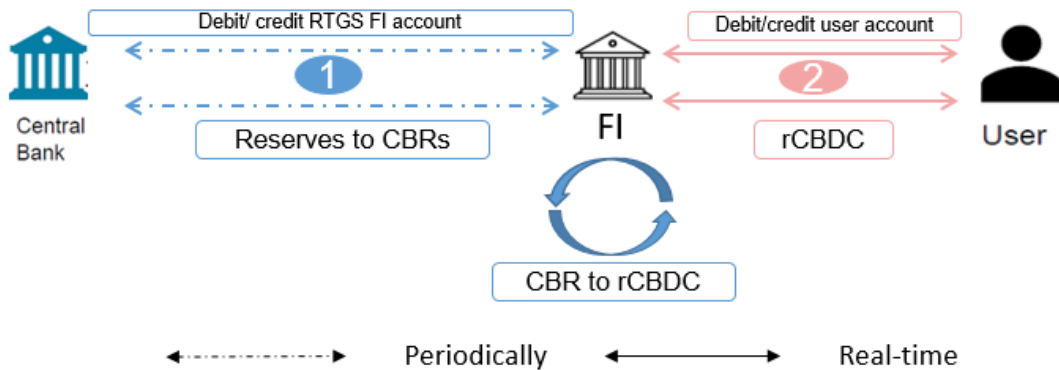 Debit/ credit RTGS FI account
Debit/credit user account
1
2
Central
Bank
Reserves to CBRs
FI
rCBDC
User
CBR to rCBDC
Periodically
Real-time